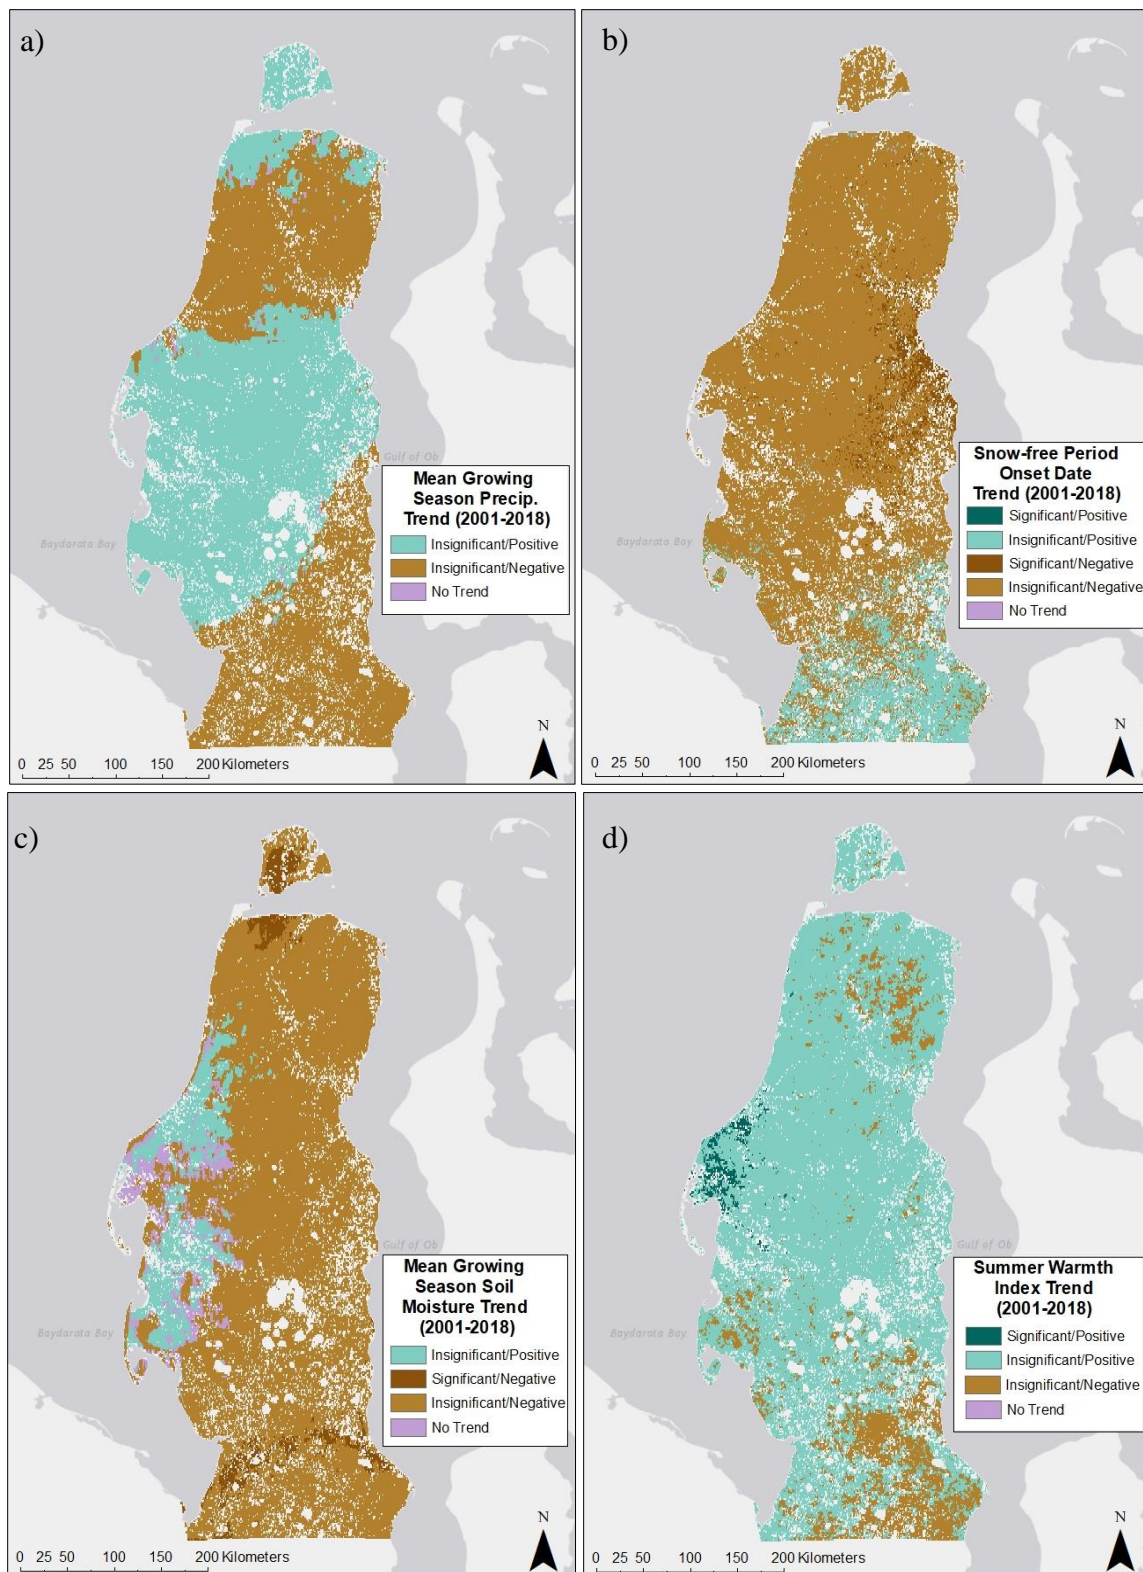 a)
Gulf of Ob
Baydarata Bay
Mean Growing
Season Precip.
Trend (2001-2018)
Insignificant/Positive
Insignificant/Negative
No Trend
N
0 25 50 100 150 200 Kilometers
b)
Gulf of Ob
Baydarata Bay
Snow-free Period
Onset Date
Trend (2001-2018)
Significant/Positive
Insignificant/Positive
Significant/Negative
Insignificant/Negative
No Trend
N
0 25 50 100 150 200 Kilometers
c)
Gulf of Ob
Baydarata Bay
Mean Growing
Season Soil
Moisture Trend
(2001-2018)
Insignificant/Positive
Significant/Negative
Insignificant/Negative
No Trend
N
0 25 50 100 150 200 Kilometers
d)
Gulf of Ob
Baydarata Bay
Summer Warmth
Index Trend
(2001-2018)
Significant/Positive
Insignificant/Positive
Insignificant/Negative
No Trend
N
0 25 50 100 150 200 Kilometers